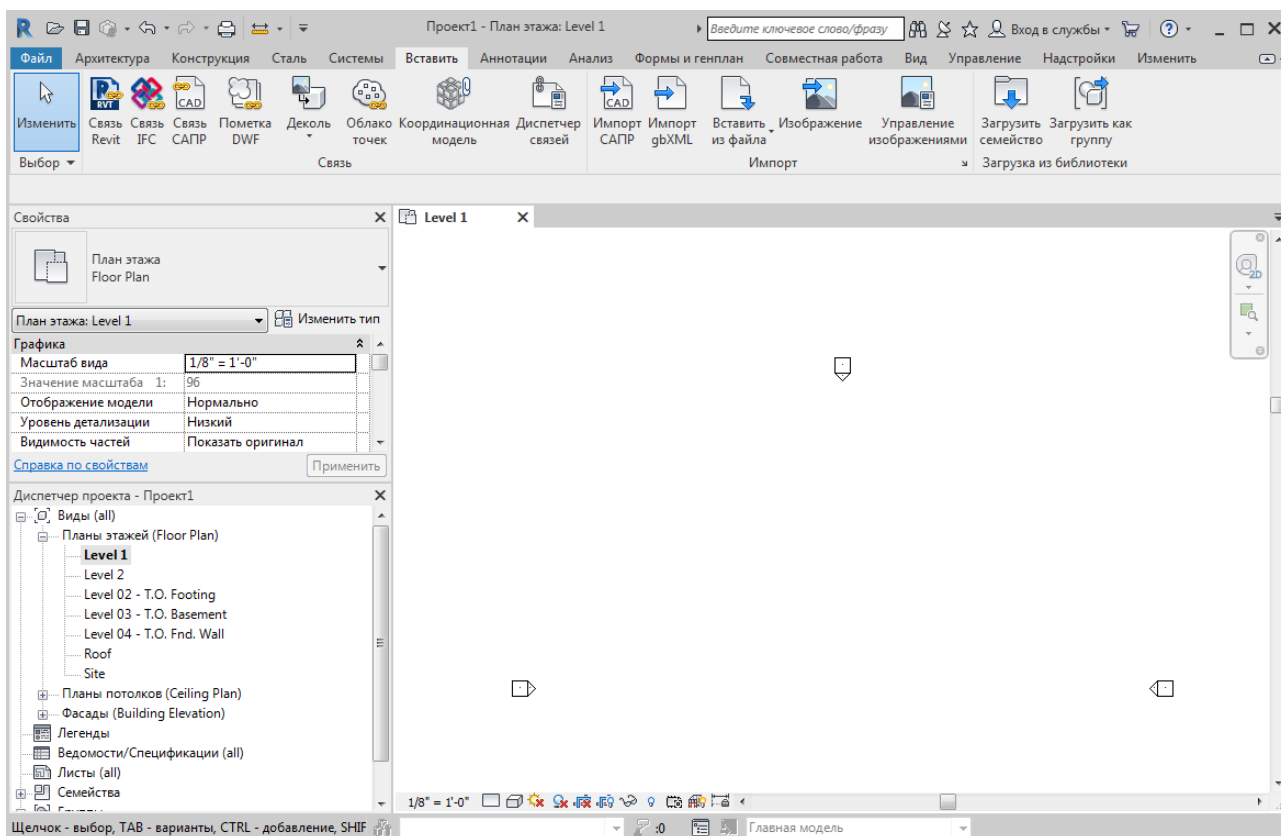 Проект1 - План этажа: Level 1
Введите ключевое слово/фразу
Вход в службы
Файл Архитектура Конструкция Сталь Системы Вставить Аннотации Анализ Формы и генплан Совместная работа Вид Управление Надстройки Изменить
Изменить
Связь Revit
Связь IFC
Связь САПР
Пометка DWF
Деколь
Облако точек
Координационная модель
Диспетчер связей
Импорт САПР
Импорт gbXML
Вставить из файла
Изображение
Управление изображениями
Загрузить семейство
Загрузить как группу
Выбор
Связь
Импорт
Загрузка из библиотеки
Свойства
Level 1
План этажа
Floor Plan
План этажа: Level 1
Изменить тип
Графика
Масштаб вида 1/8" = 1'-0"
Значение масштаба 1: 96
Отображение модели Нормально
Уровень детализации Низкий
Видимость частей Показать оригинал
Справка по свойствам
Применить
Диспетчер проекта - Проект1
Виды (all)
Планы этажей (Floor Plan)
Level 1
Level 2
Level 02 - T.O. Footing
Level 03 - T.O. Basement
Level 04 - T.O. Fnd. Wall
Roof
Site
Планы потолков (Ceiling Plan)
Фасады (Building Elevation)
Легенды
Ведомости/Спецификации (all)
Листы (all)
Семейства
1/8" = 1'-0"
Щелчок - выбор, TAB - варианты, CTRL - добавление, SHIF
:0
Главная модель